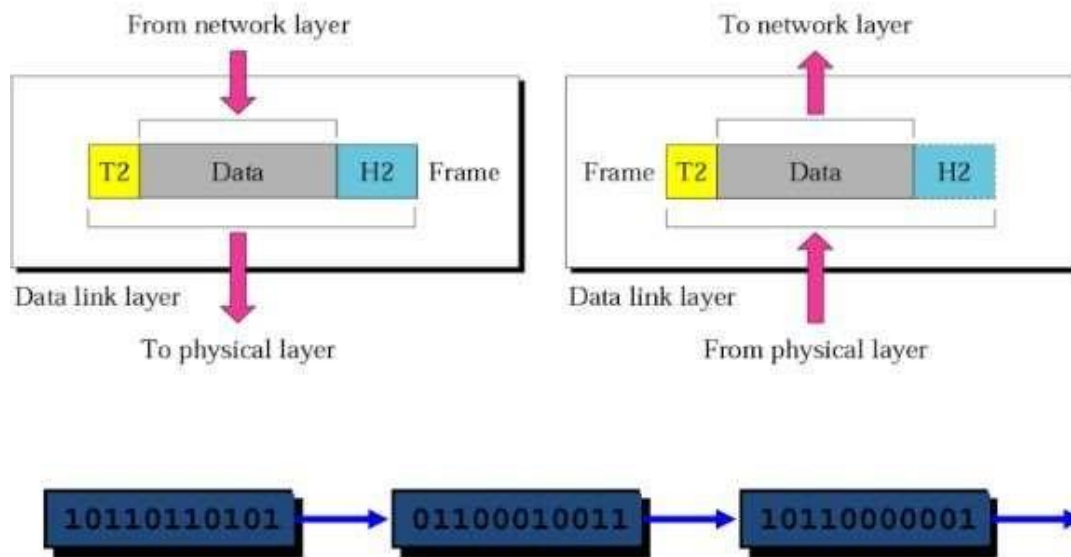 From network layer
To network layer
T2 Data H2 Frame
Frame T2 Data H2
Data link layer
Data link layer
To physical layer
From physical layer
10110110101
01100010011
10110000001